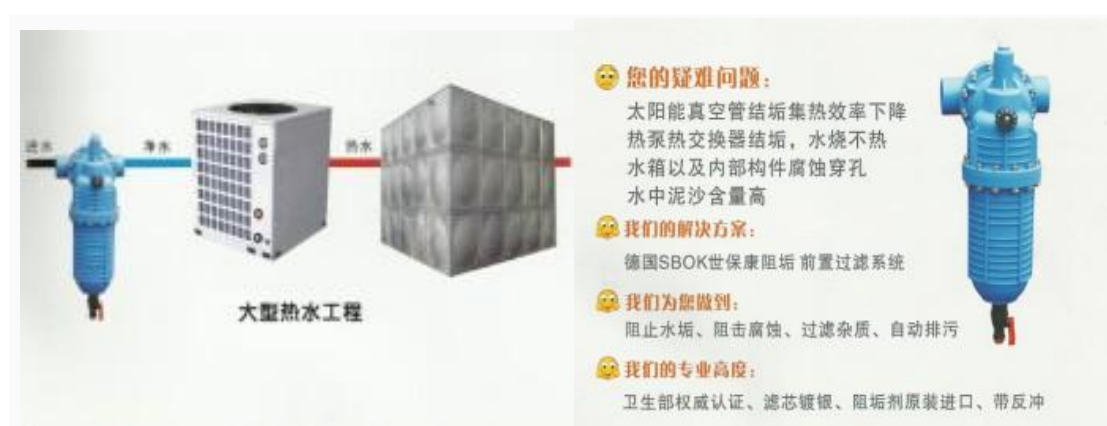 进水
净水
热水
大型热水工程
您的疑难问题：
太阳能真空管结垢集热效率下降
热泵热交换器结垢，水烧不热
水箱以及内部构件腐蚀穿孔
水中泥沙含量高
我们的解决方案：
德国SBOK世保康阻垢 前置过滤系统
我们为您做到：
阻止水垢、阻击腐蚀、过滤杂质、自动排污
我们的专业高度：
卫生部权威认证、滤芯镀银、阻垢剂原装进口、带反冲